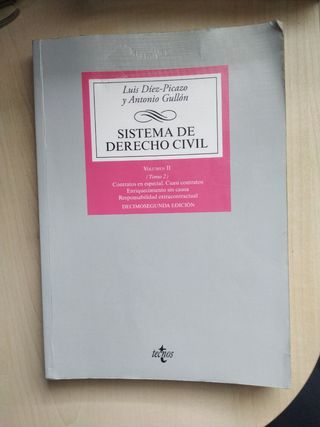 Luis Díez-Picazo
y Antonio Gullón
SISTEMA DE
DERECHO CIVIL
VOLUMEN II
(Tomo 2)
Contratos en especial. Cuasi contratos
Enriquecimiento sin causa
Responsabilidad extracontractual
DECIMOSEGUNDA EDICIÓN
tecnos